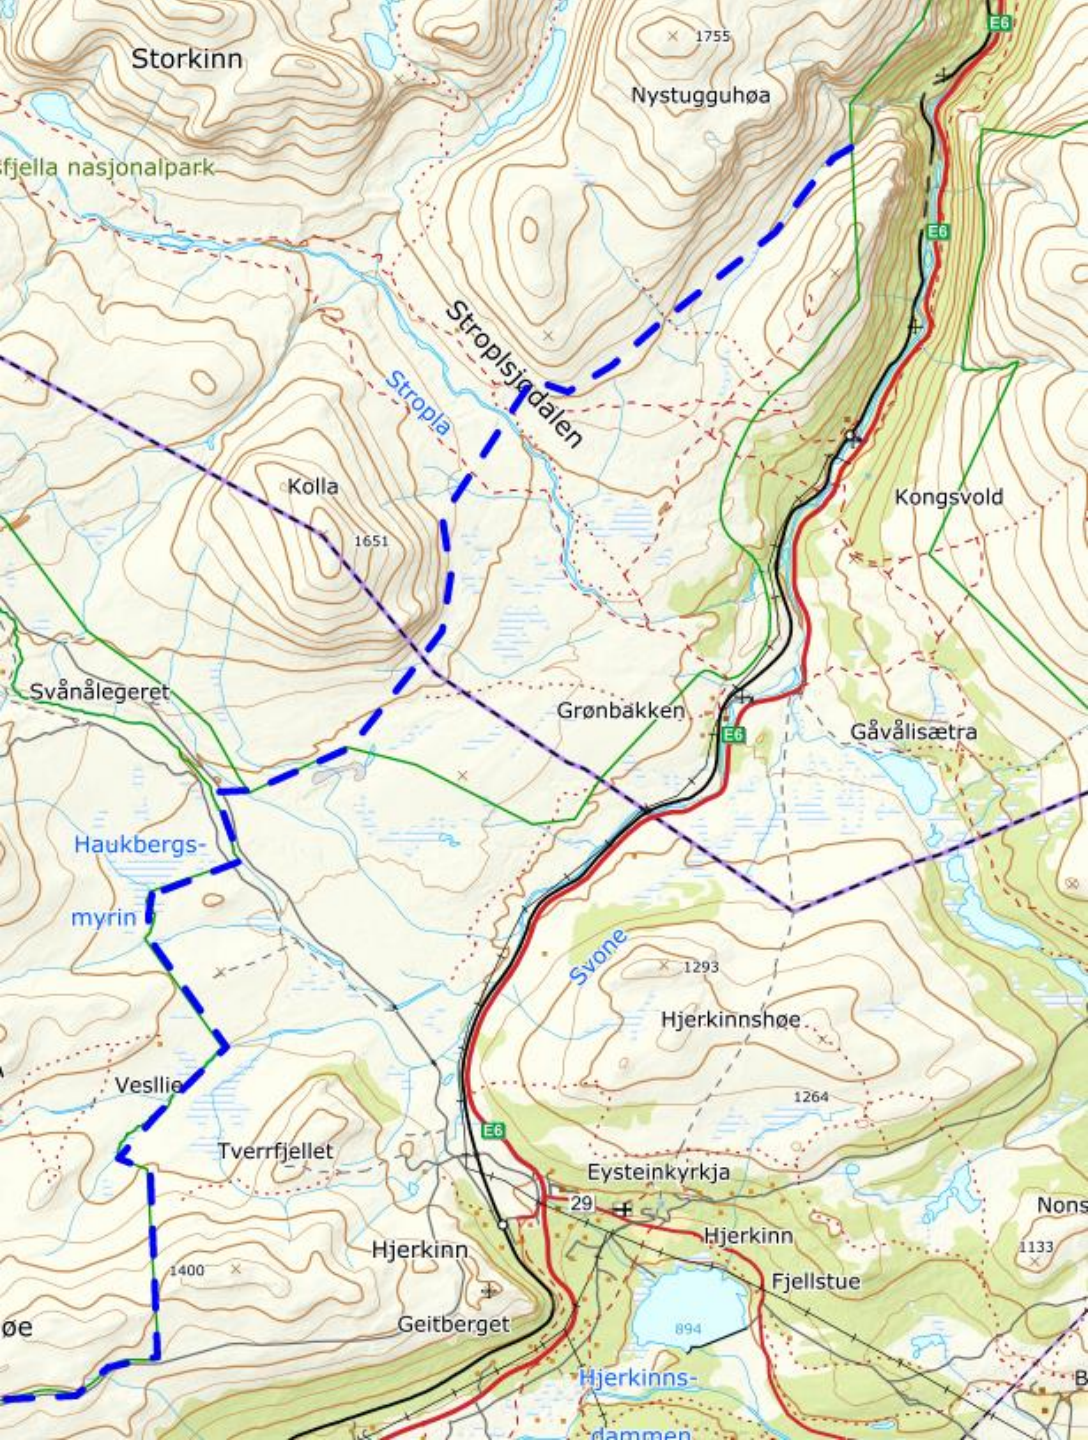 E6
1755
Storkinn
Nystugguhøa
fjella nasjonalpark
E6
Stroplsjødalen
Stropla
Kolla
Kongsvold
1651
Svånålegeret
Grønbakken
E6
Gåvålisætra
Haukbergs-
myrin
Svone
1293
Hjerkinnshøe
Vesllie
1264
E6
Tverrfjellet
Eysteinkyrkja
29
Nons
Hjerkinn
Hjerkinn
1133
1400
Fjellstue
øe
Geitberget
894
Hjerkinns-
B
dammen